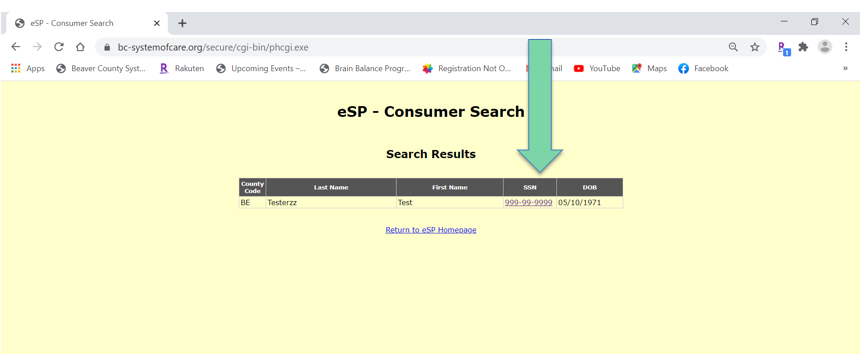 eSP - Consumer Search
bc-systemofcare.org/secure/cgi-bin/phcgi.exe
Apps Beaver County Syst... Rakuten Upcoming Events –... Brain Balance Progr... Registration Not O... YouTube Maps Facebook »
eSP - Consumer Search
Search Results
County Code Last Name First Name SSN DOB
BE Testerzz Test 999-99-9999 05/10/1971
Return to eSP Homepage